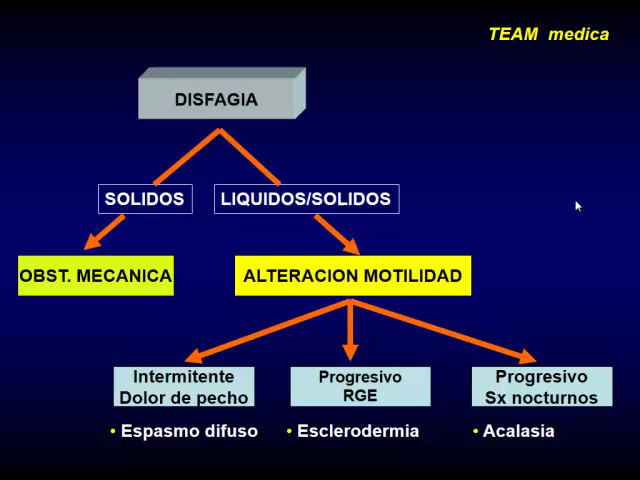 TEAM medica
DISFAGIA
SOLIDOS
LIQUIDOS/SOLIDOS
OBST. MECANICA
ALTERACION MOTILIDAD
Intermitente
Dolor de pecho
Progresivo
RGE
Progresivo
Sx nocturnos
• Espasmo difuso
• Esclerodermia
• Acalasia